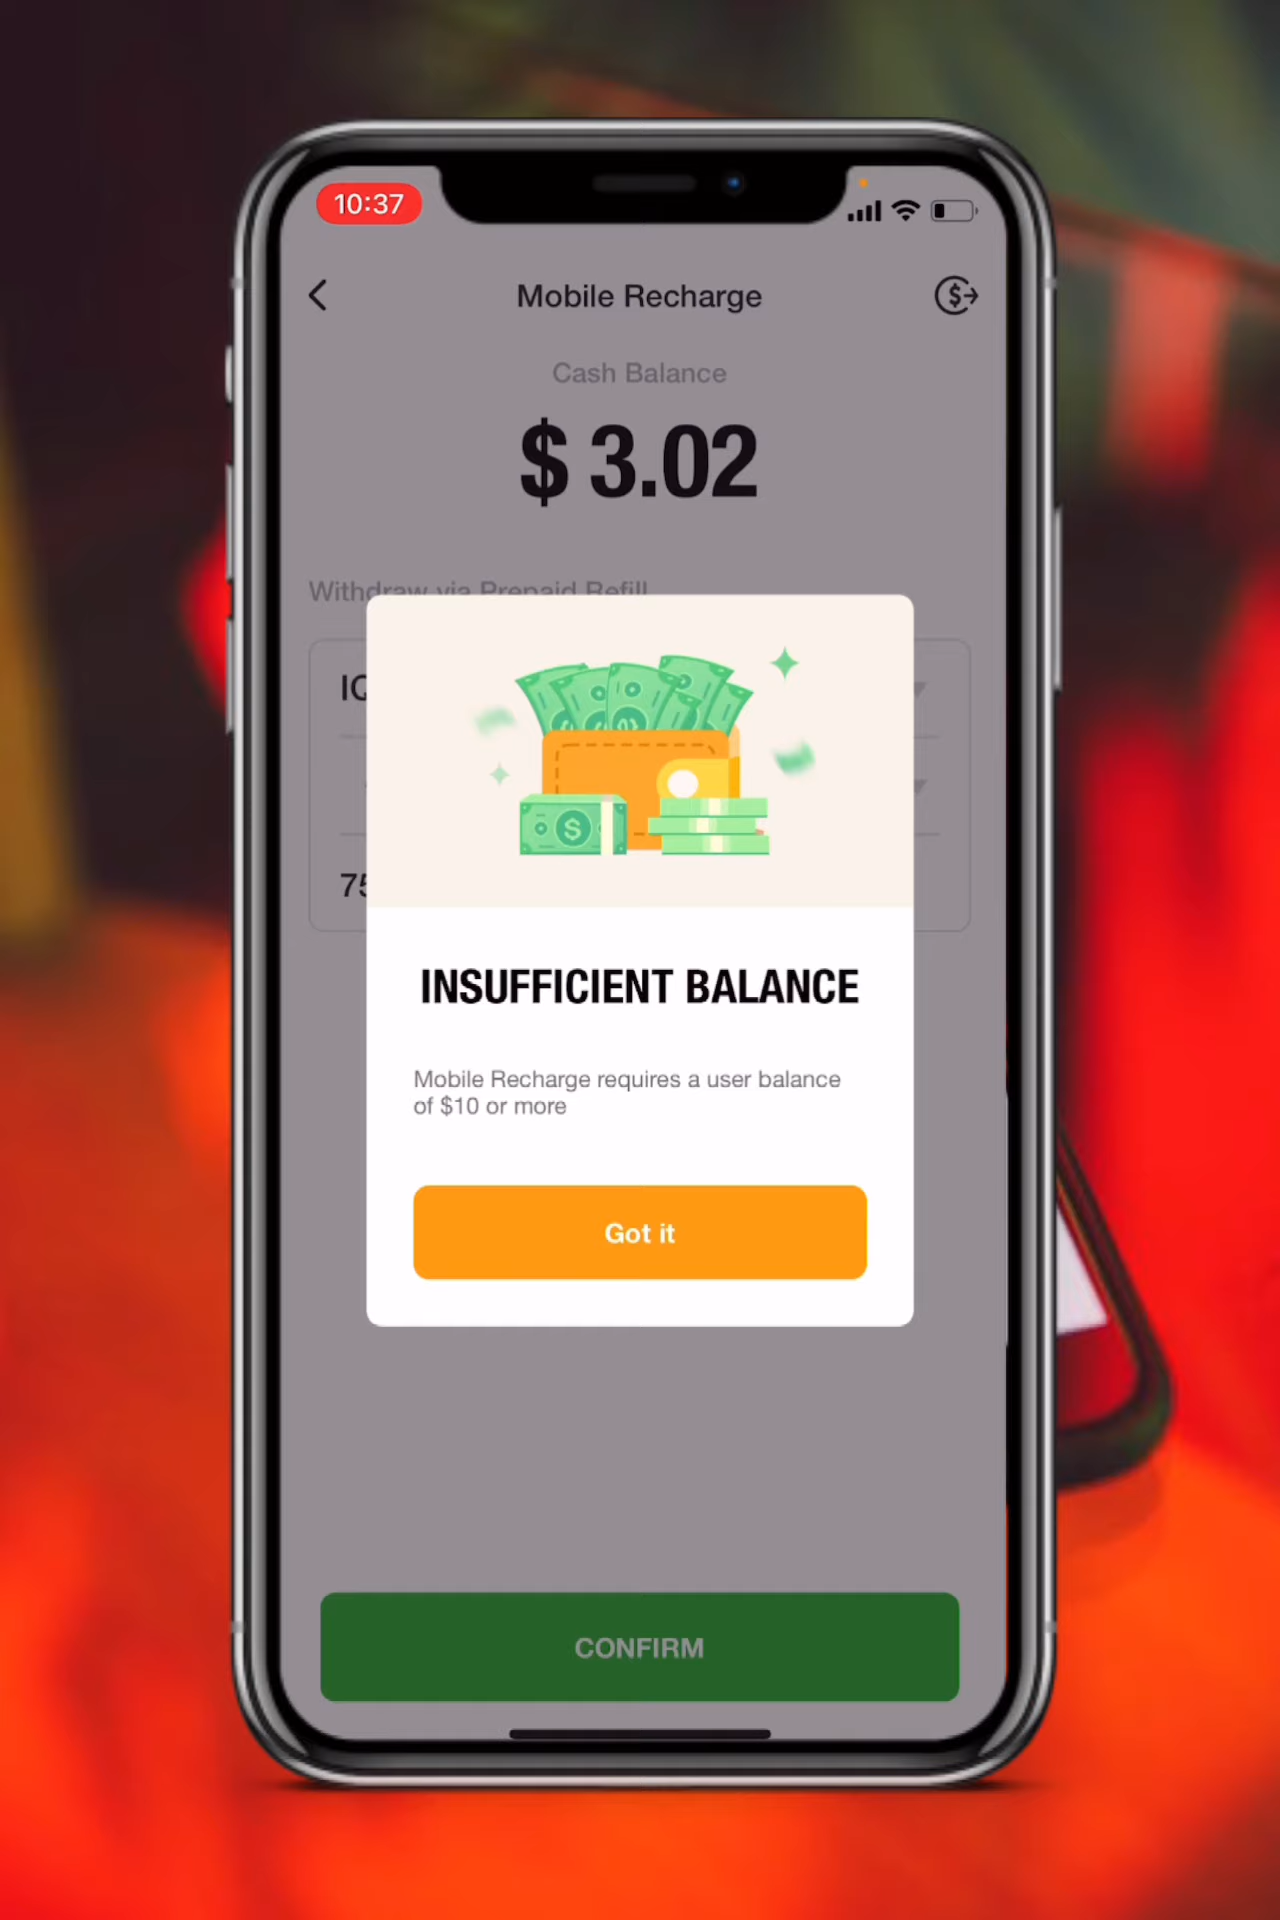 10:37
Mobile Recharge
Cash Balance
$ 3.02
Withdraw via Prepaid Refill
INSUFFICIENT BALANCE
Mobile Recharge requires a user balance
of $10 or more
Got it
CONFIRM